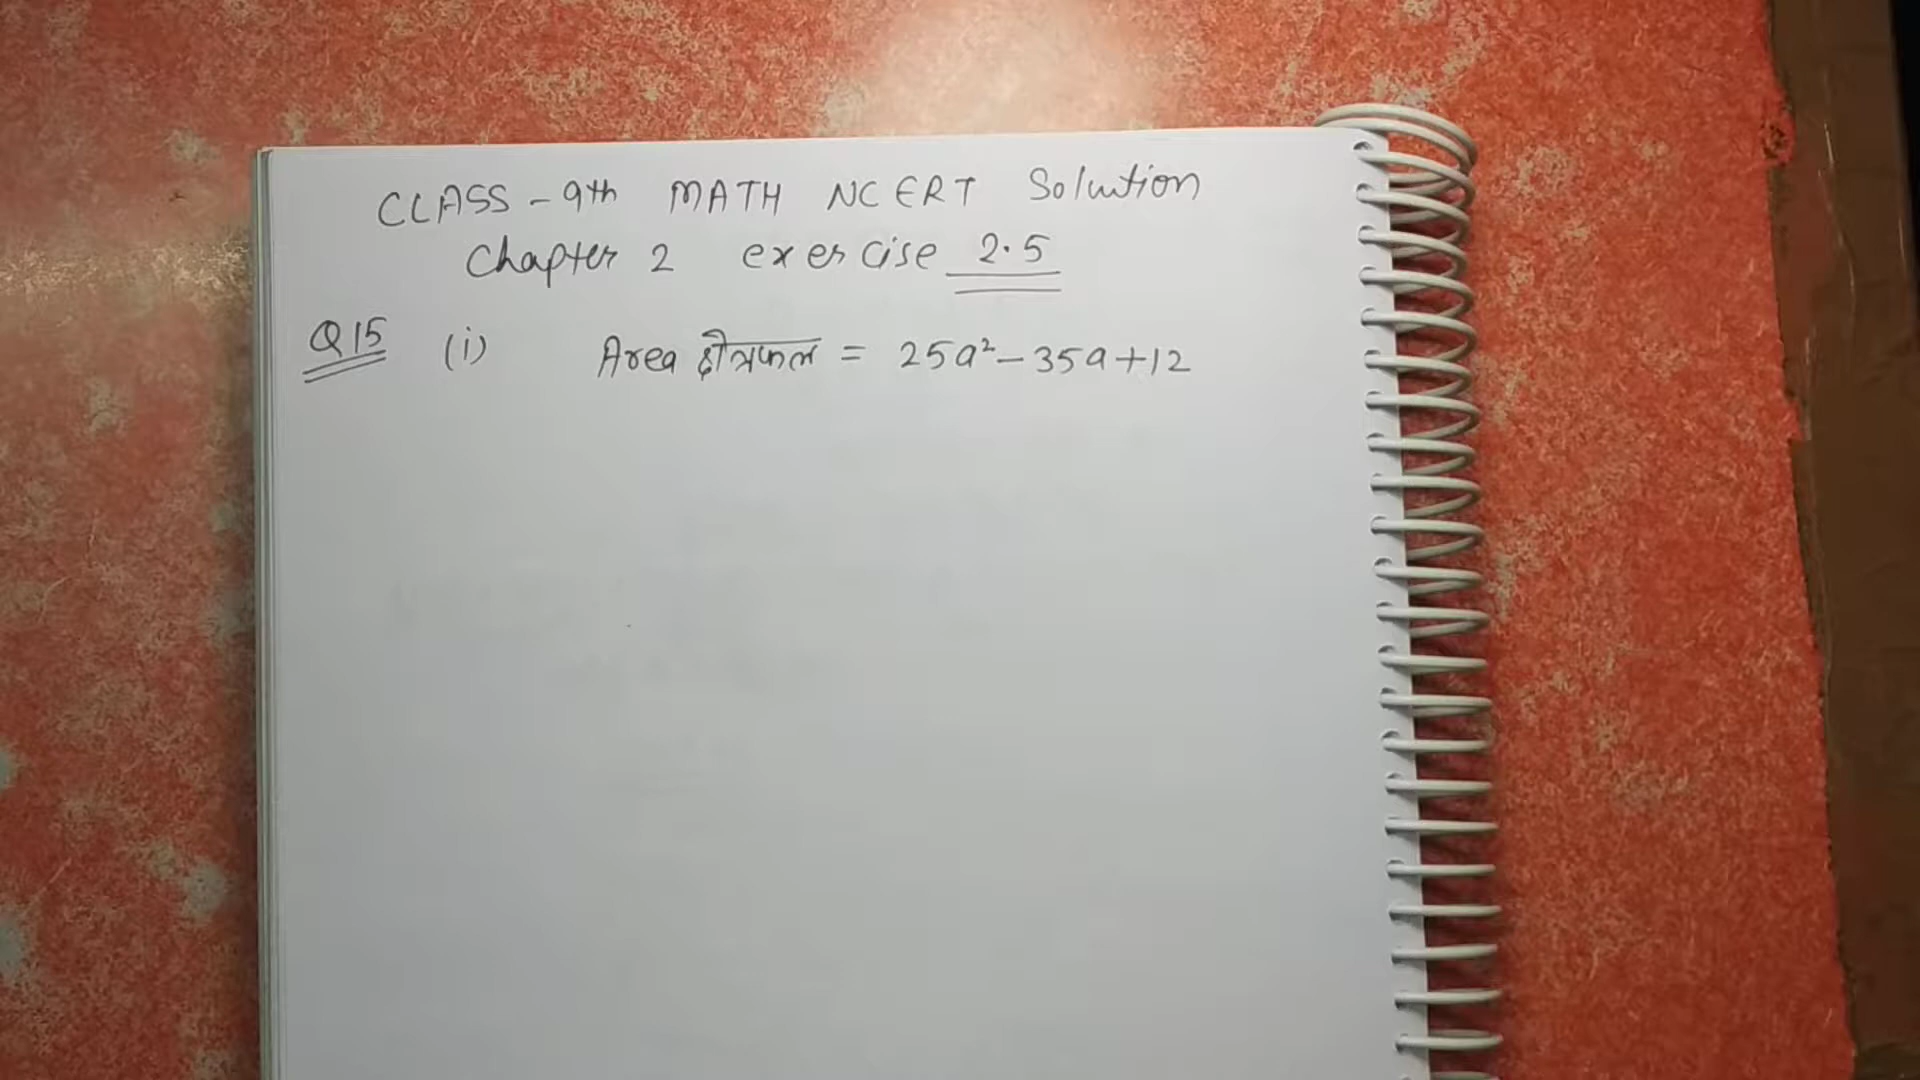 CLASS - 9th MATH NCERT Solution
Chapter 2 exercise 2.5
Q15 (i) Area क्षेत्रफल = 25a² - 35a + 12